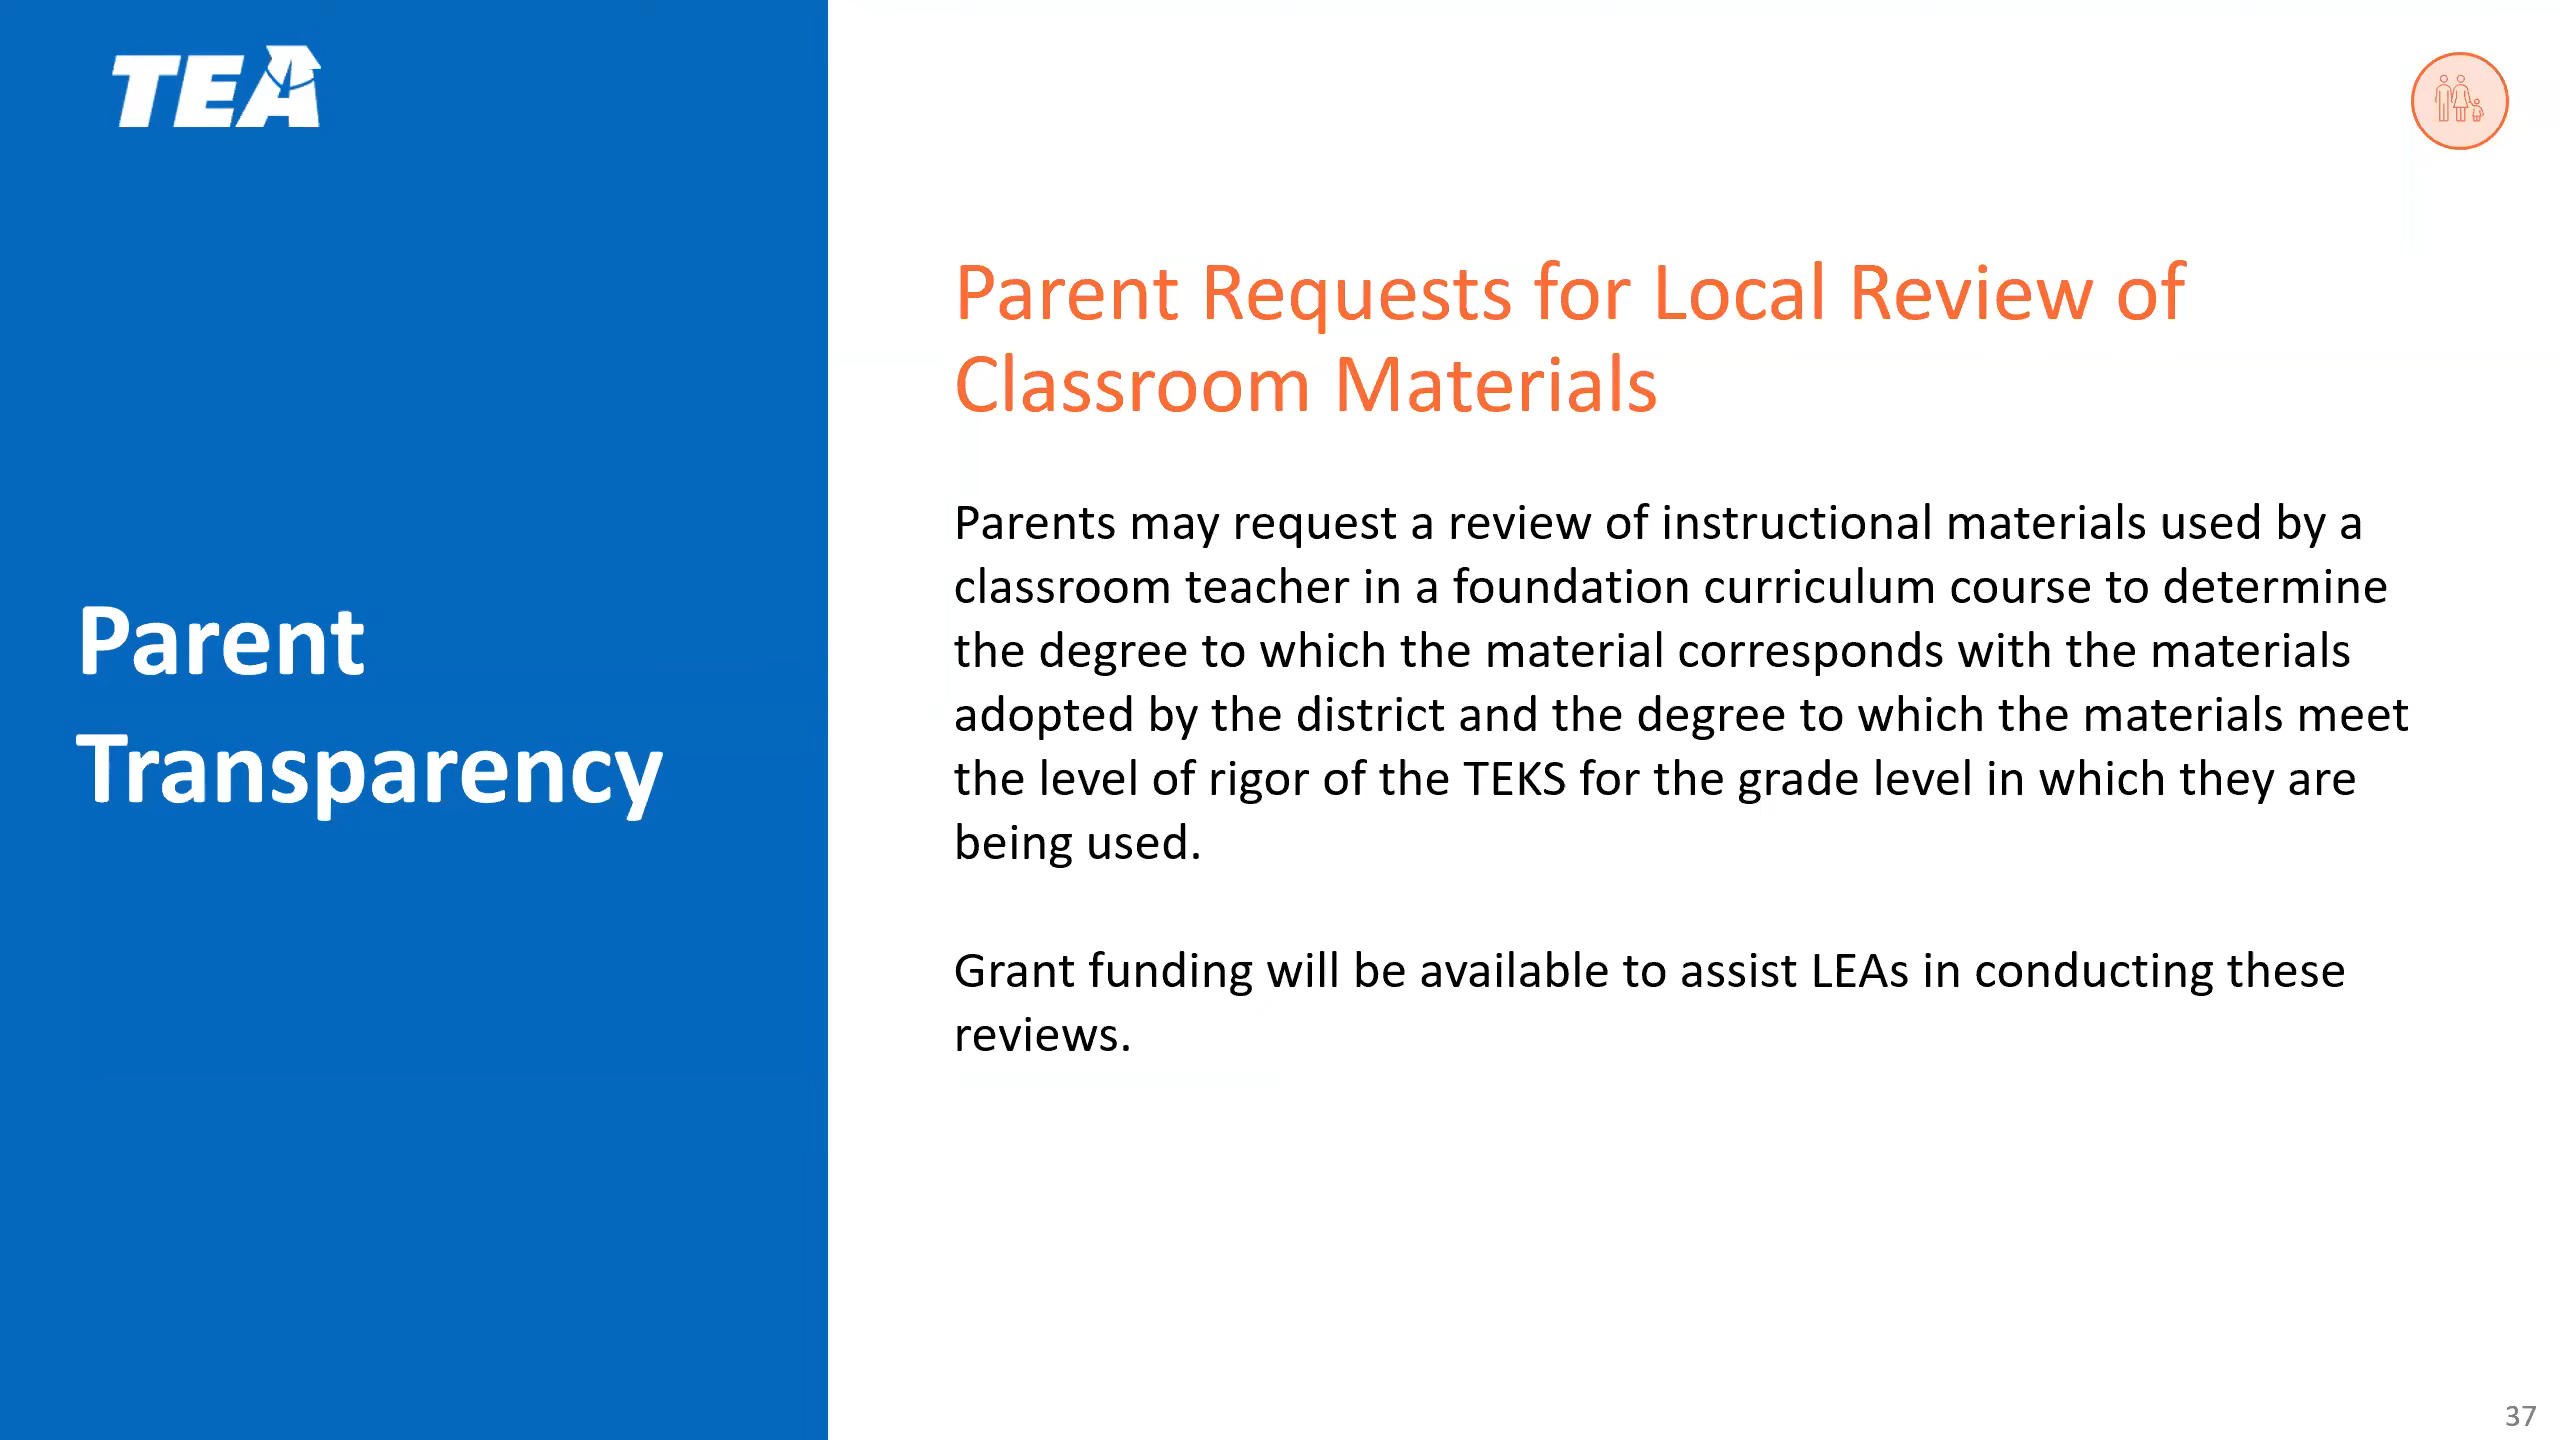 TEA
Parent
Transparency
Parent Requests for Local Review of
Classroom Materials
Parents may request a review of instructional materials used by a
classroom teacher in a foundation curriculum course to determine
the degree to which the material corresponds with the materials
adopted by the district and the degree to which the materials meet
the level of rigor of the TEKS for the grade level in which they are
being used.
Grant funding will be available to assist LEAs in conducting these
reviews.
37